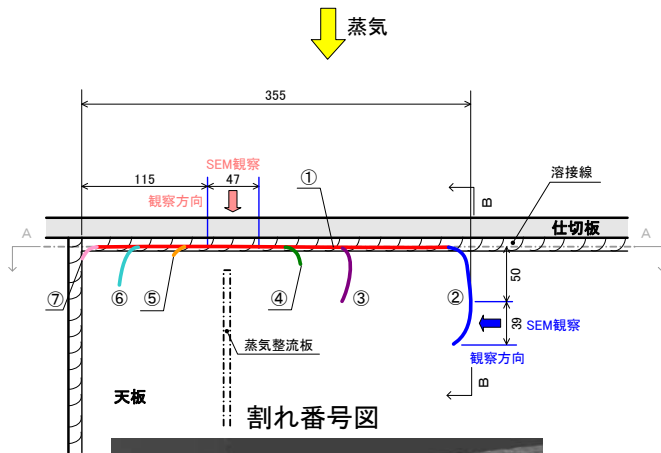 蒸気
355
SEM観察
115
47
①
溶接線
観察方向
B
A
仕切板
A
50
⑦
⑥
⑤
④
③
②
39
SEM観察
蒸気整流板
観察方向
B
天板
割れ番号図